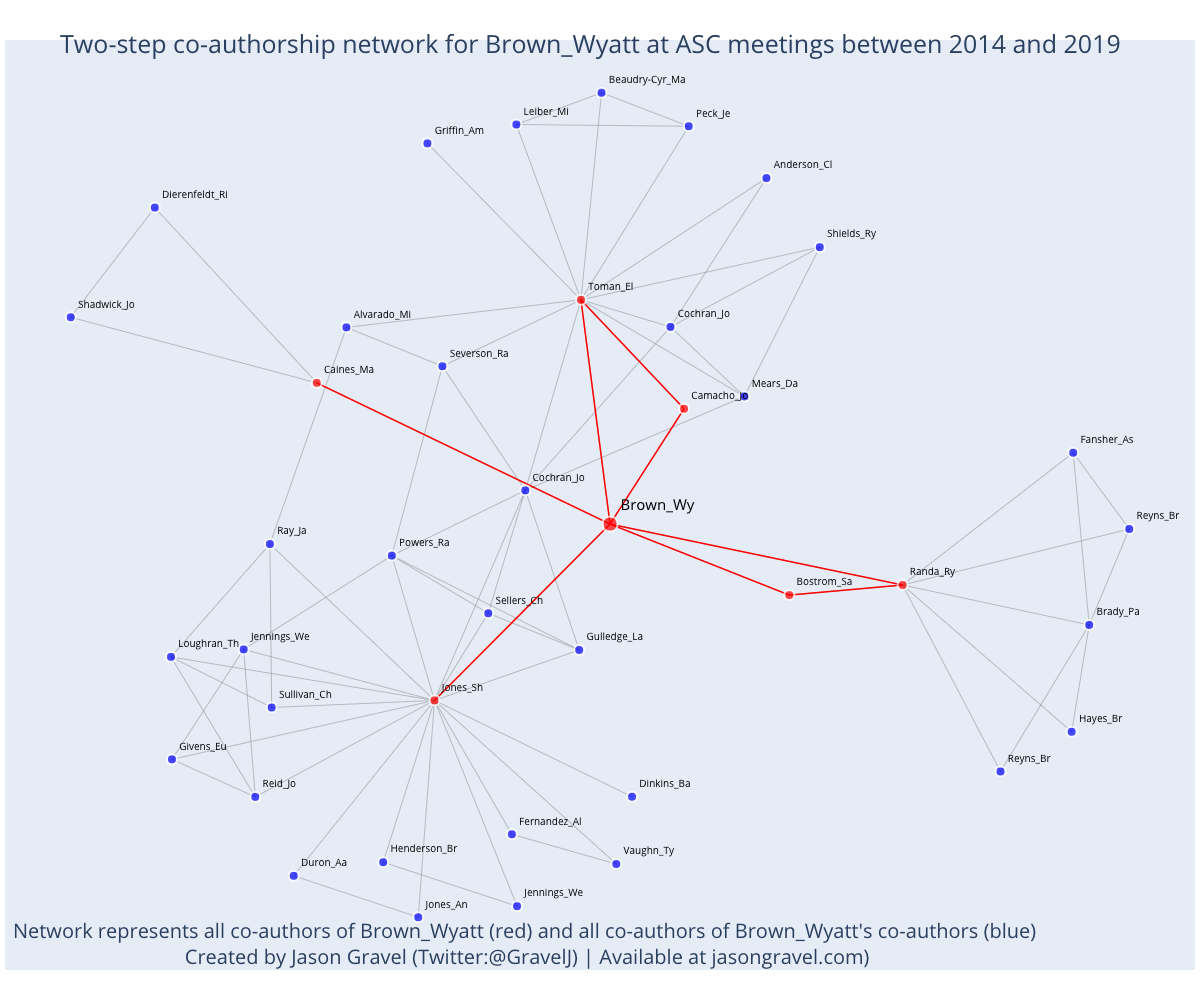 Two-step co-authorship network for Brown_Wyatt at ASC meetings between 2014 and 2019
Beaudry-Cyr_Ma
Leiber_Mi
Peck_Je
Griffin_Am
Anderson_Cl
Dierenfeldt_Ri
Shields_Ry
Toman_El
Shadwick_Jo
Alvarado_Mi
Cochran_Jo
Severson_Ra
Caines_Ma
Mears_Da
Camacho_Jo
Fansher_As
Cochran_Jo
Brown_Wy
Reyns_Br
Ray_Ja
Powers_Ra
Randa_Ry
Bostrom_Sa
Sellers_Ch
Brady_Pa
Jennings_We
Gulledge_La
Loughran_Th
Jones_Sh
Sullivan_Ch
Hayes_Br
Givens_Eu
Reyns_Br
Reid_Jo
Dinkins_Ba
Fernandez_Al
Henderson_Br
Vaughn_Ty
Duron_Aa
Jennings_We
Jones_An
Network represents all co-authors of Brown_Wyatt (red) and all co-authors of Brown_Wyatt's co-authors (blue)
Created by Jason Gravel (Twitter:@GravelJ) | Available at jasongravel.com)